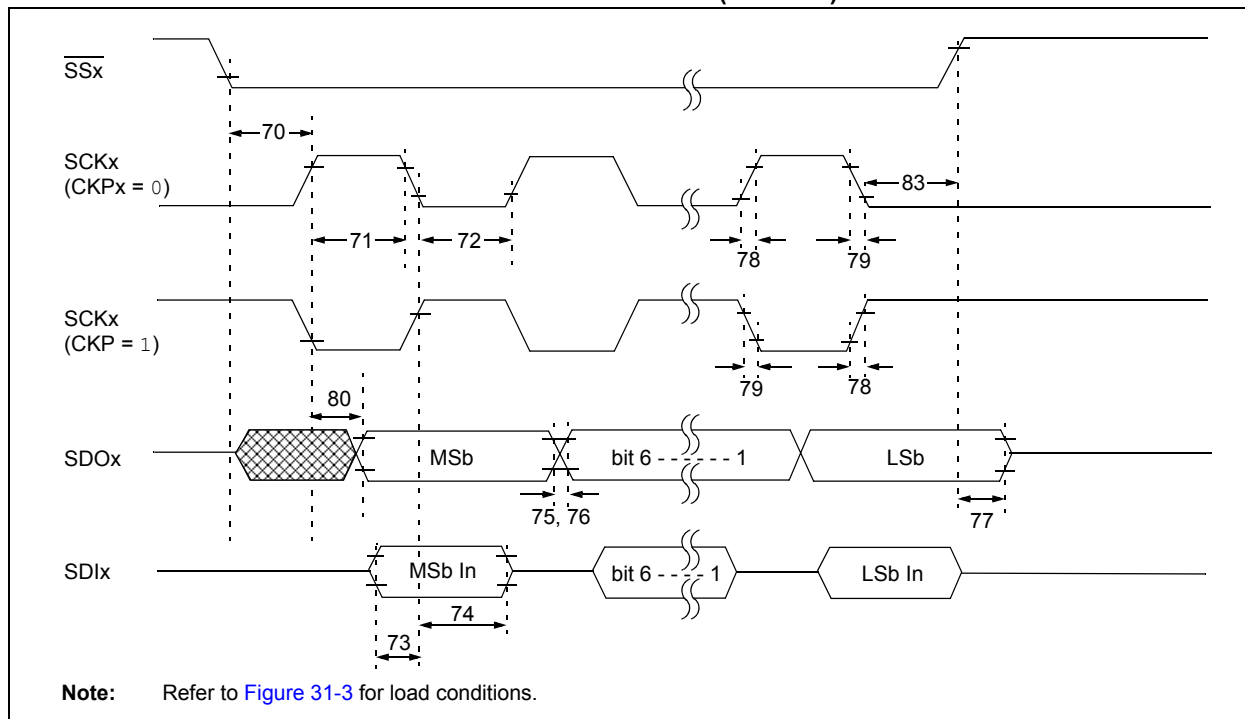 SSx
70
SCKx
(CKPx = 0)
83
71
72
78
79
SCKx
(CKP = 1)
79
78
80
SDOx
MSb
bit 6 - - - - - - 1
LSb
75, 76
77
SDIx
MSb In
bit 6 - - - - 1
LSb In
74
73
Note: Refer to Figure 31-3 for load conditions.